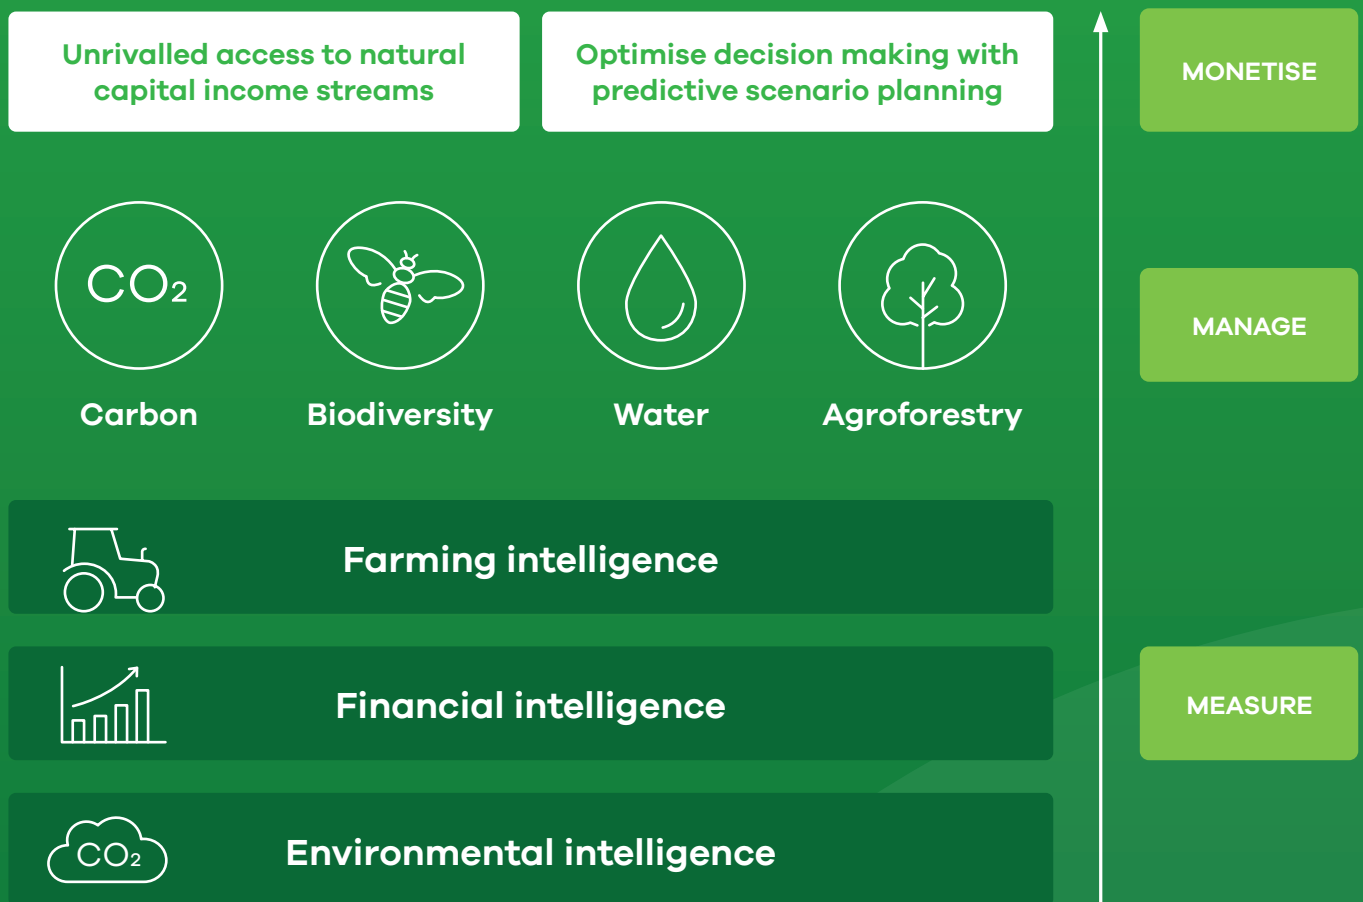 Unrivalled access to natural
capital income streams
Optimise decision making with
predictive scenario planning
MONETISE
CO₂
MANAGE
Carbon
Biodiversity
Water
Agroforestry
Farming intelligence
Financial intelligence
MEASURE
CO₂
Environmental intelligence